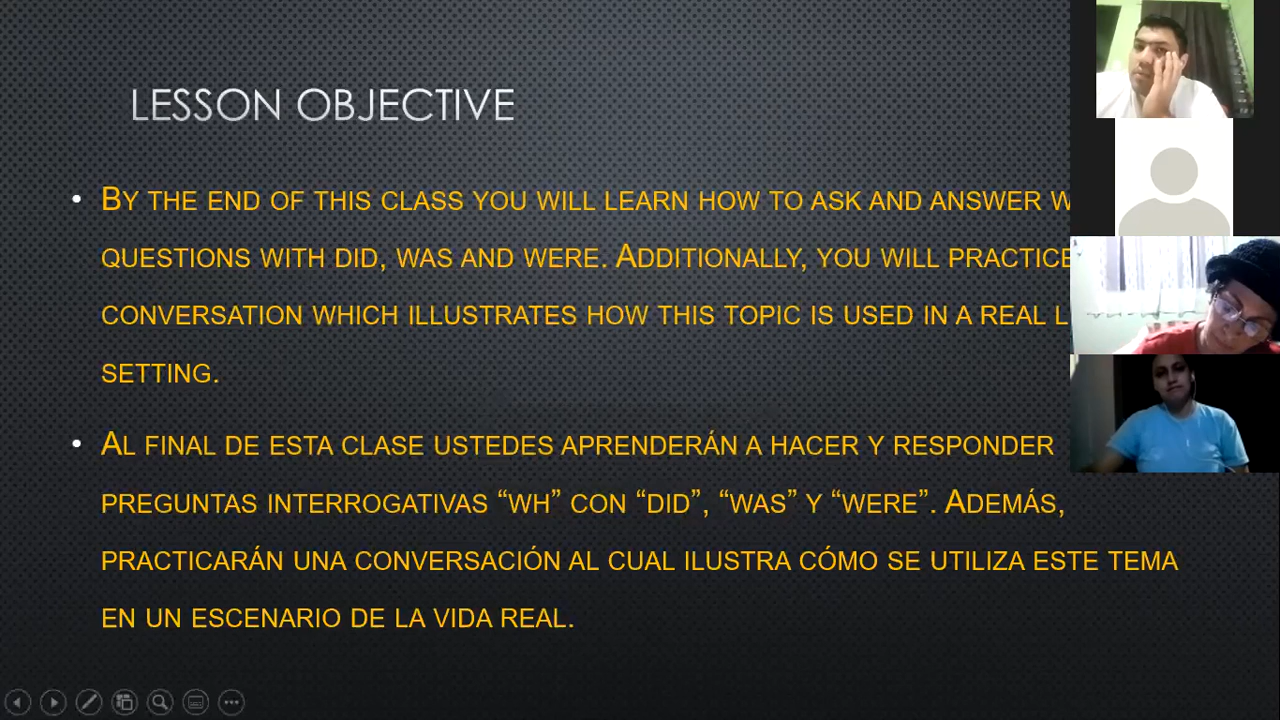 LESSON OBJECTIVE
• BY THE END OF THIS CLASS YOU WILL LEARN HOW TO ASK AND ANSWER
QUESTIONS WITH DID, WAS AND WERE. ADDITIONALLY, YOU WILL PRACTICE
CONVERSATION WHICH ILLUSTRATES HOW THIS TOPIC IS USED IN A REAL
SETTING.
• AL FINAL DE ESTA CLASE USTEDES APRENDERÁN A HACER Y RESPONDER
PREGUNTAS INTERROGATIVAS “WH” CON “DID”, “WAS” Y “WERE”. ADEMÁS,
PRACTICARÁN UNA CONVERSACIÓN AL CUAL ILUSTRA CÓMO SE UTILIZA ESTE TEMA
EN UN ESCENARIO DE LA VIDA REAL.